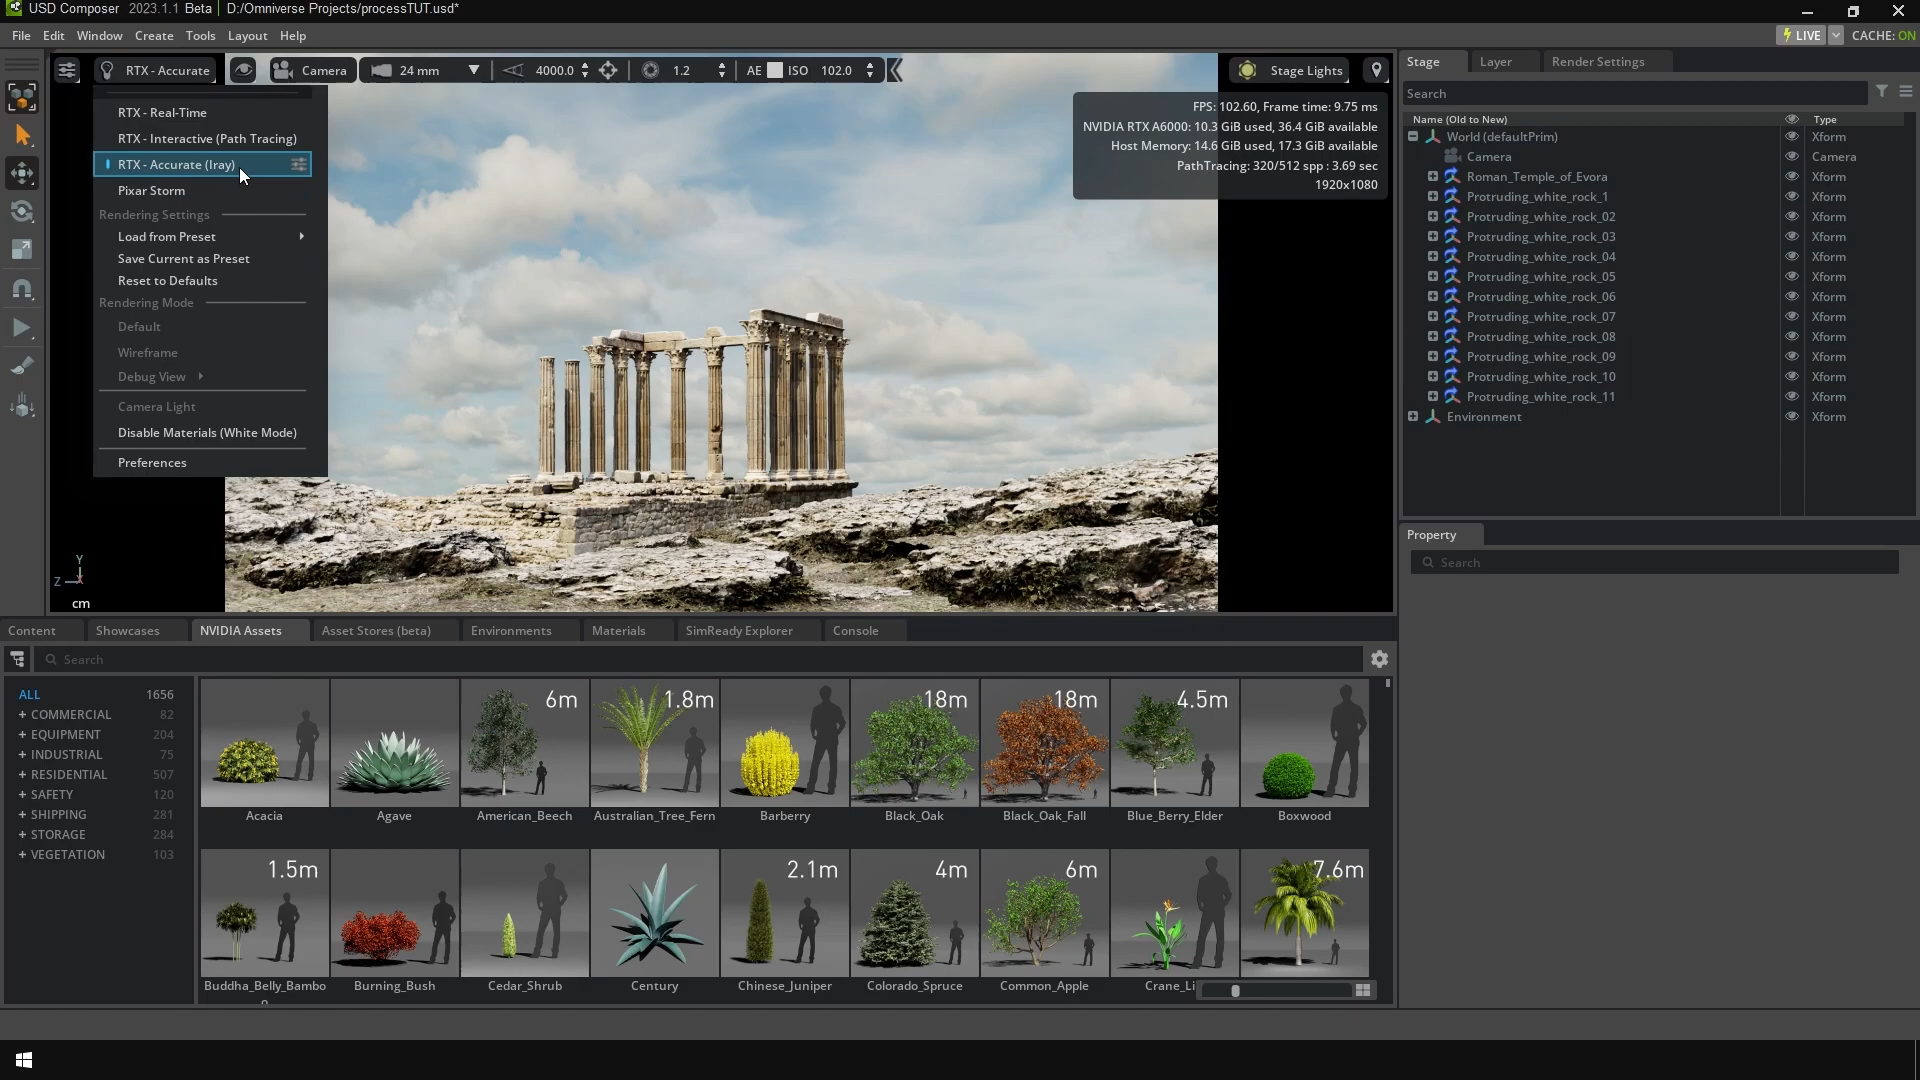 USD Composer 2023.1.1 Beta | D:/Omniverse Projects/processTUT.usd*
File Edit Window Create Tools Layout Help
LIVE CACHE: ON
RTX - Accurate Camera 24 mm 4000.0 1.2 AE ISO 102.0 Stage Lights
RTX - Real-Time
RTX - Interactive (Path Tracing)
RTX - Accurate (Iray)
Pixar Storm
Rendering Settings
Load from Preset
Save Current as Preset
Reset to Defaults
Rendering Mode
Default
Wireframe
Debug View
Camera Light
Disable Materials (White Mode)
Preferences
FPS: 102.60, Frame time: 9.75 ms
NVIDIA RTX A6000: 10.3 GiB used, 36.4 GiB available
Host Memory: 14.6 GiB used, 17.3 GiB available
PathTracing: 320/512 spp : 3.69 sec
1920x1080
Y
Z X
cm
Stage Layer Render Settings
Search
Name (Old to New) Type
World (defaultPrim) Xform
Camera Camera
Roman_Temple_of_Evora Xform
Protruding_white_rock_1 Xform
Protruding_white_rock_02 Xform
Protruding_white_rock_03 Xform
Protruding_white_rock_04 Xform
Protruding_white_rock_05 Xform
Protruding_white_rock_06 Xform
Protruding_white_rock_07 Xform
Protruding_white_rock_08 Xform
Protruding_white_rock_09 Xform
Protruding_white_rock_10 Xform
Protruding_white_rock_11 Xform
Environment Xform
Property
Search
Content Showcases NVIDIA Assets Asset Stores (beta) Environments Materials SimReady Explorer Console
Search
ALL 1656
+ COMMERCIAL 82
+ EQUIPMENT 204
+ INDUSTRIAL 75
+ RESIDENTIAL 507
+ SAFETY 120
+ SHIPPING 281
+ STORAGE 284
+ VEGETATION 103
6m 1.8m 18m 18m 4.5m
Acacia Agave American_Beech Australian_Tree_Fern Barberry Black_Oak Black_Oak_Fall Blue_Berry_Elder Boxwood
1.5m 2.1m 4m 6m 7.6m
Buddha_Belly_Bambo Burning_Bush Cedar_Shrub Century Chinese_Juniper Colorado_Spruce Common_Apple Crane_Li
o